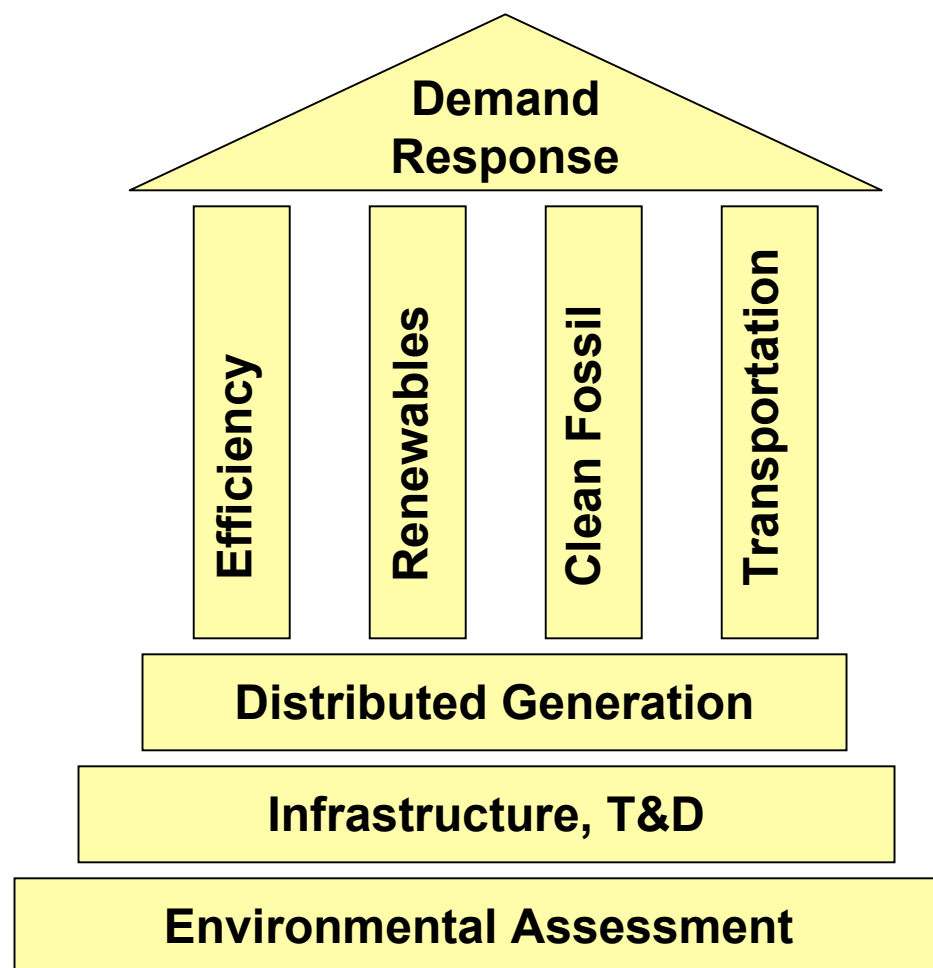 Demand
Response
Efficiency
Renewables
Clean Fossil
Transportation
Distributed Generation
Infrastructure, T&D
Environmental Assessment